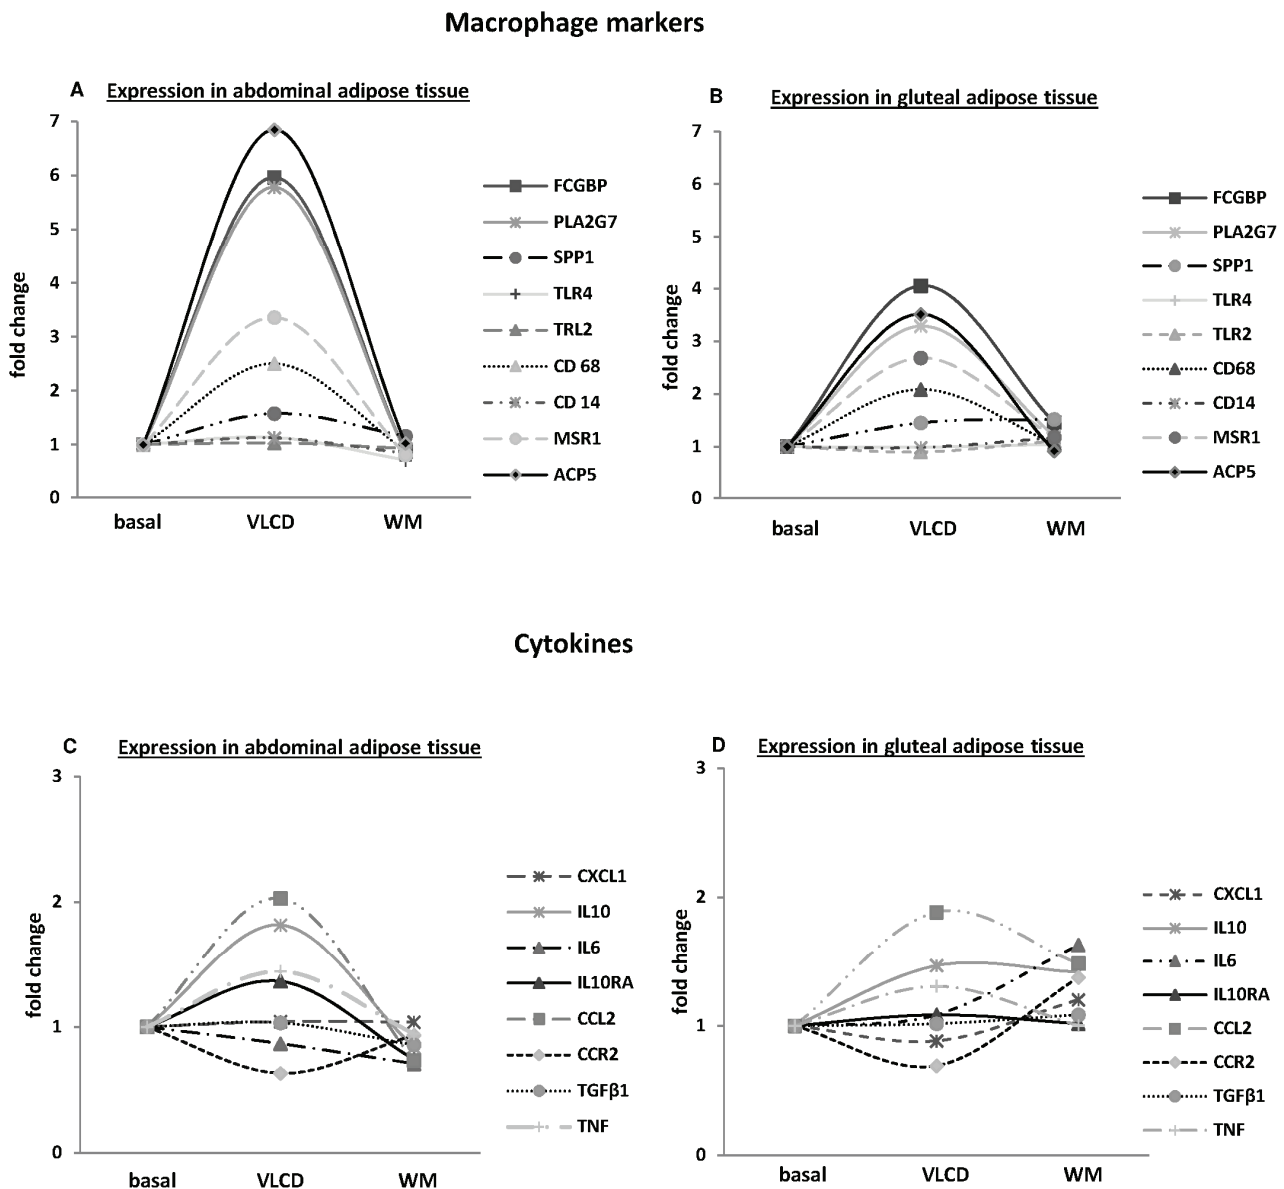 Macrophage markers
A Expression in abdominal adipose tissue
7
6
5
4
3
2
1
0
fold change
basal VLCD WM
FCGBP
PLA2G7
SPP1
TLR4
TRL2
CD 68
CD 14
MSR1
ACP5
B Expression in gluteal adipose tissue
7
6
5
4
3
2
1
0
fold change
basal VLCD WM
FCGBP
PLA2G7
SPP1
TLR4
TLR2
CD68
CD14
MSR1
ACP5
Cytokines
C Expression in abdominal adipose tissue
3
2
1
0
fold change
basal VLCD WM
CXCL1
IL10
IL6
IL10RA
CCL2
CCR2
TGFβ1
TNF
D Expression in gluteal adipose tissue
3
2
1
0
fold change
basal VLCD WM
CXCL1
IL10
IL6
IL10RA
CCL2
CCR2
TGFβ1
TNF